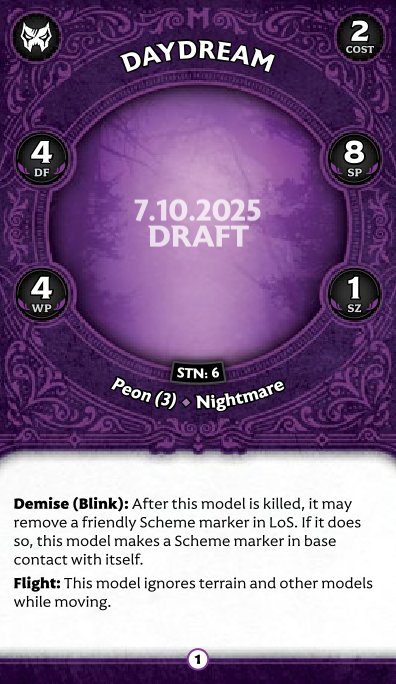 M
DAYDREAM
2
COST
4
DF
8
SP
7.10.2025
DRAFT
4
WP
1
SZ
STN: 6
Peon (3) ⬥ Nightmare
Demise (Blink): After this model is killed, it may
remove a friendly Scheme marker in LoS. If it does
so, this model makes a Scheme marker in base
contact with itself.
Flight: This model ignores terrain and other models
while moving.
1